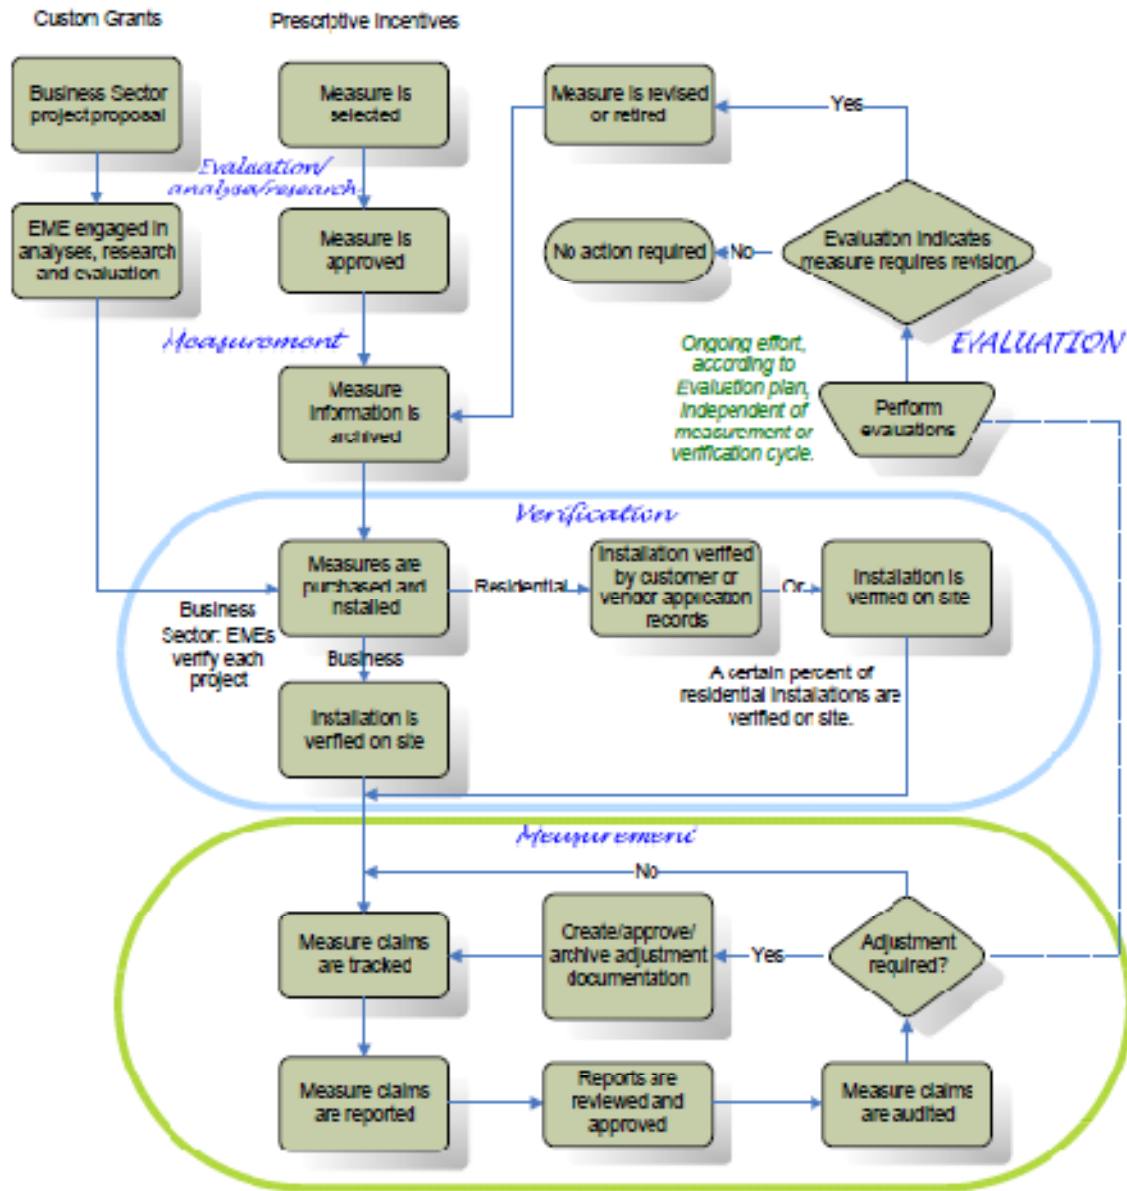 Custom Grants
Prescriptive Incentives
Business Sector
project proposal
Measure is
selected
Measure is revised
or retired
Yes
Evaluation/
analysis/research
EME engaged in
analyses, research
and evaluation
Measure is
approved
No action required
No
Evaluation indicates
measure requires revision
Measurement
EVALUATION
Ongoing effort,
according to
Evaluation plan,
independent of
measurement or
verification cycle.
Perform
evaluations
Measure
information is
archived
Verification
Measures are
purchased and
installed
Residential
Installation verified
by customer or
vendor application
records
Or
Installation is
verified on site
Business
Sector: EMEs
verify each
project
Business
A certain percent of
residential installations are
verified on site.
Installation is
verified on site
Measurement
No
Measure claims
are tracked
Create/approve/
archive adjustment
documentation
Yes
Adjustment
required?
Measure claims
are reported
Reports are
reviewed and
approved
Measure claims
are audited